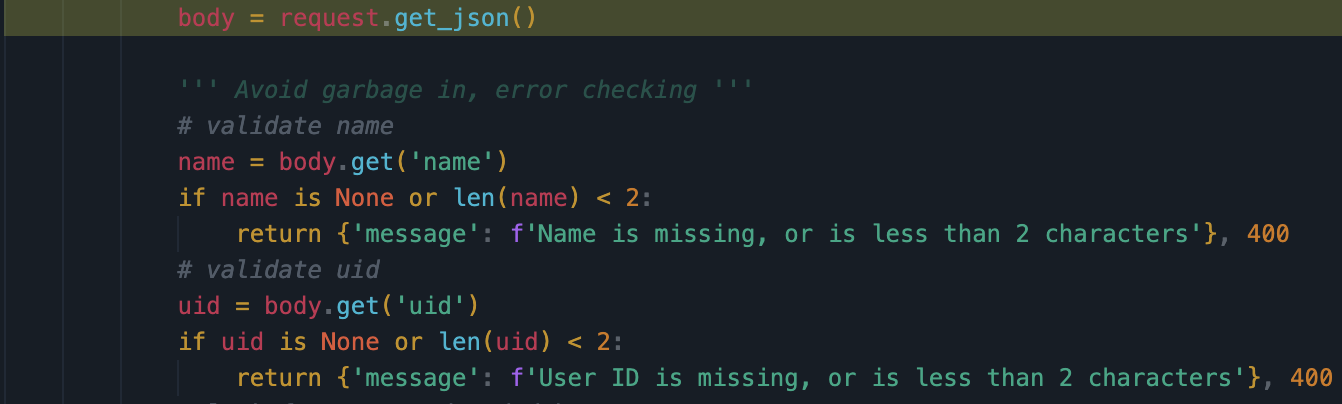 body = request.get_json()
''' Avoid garbage in, error checking '''
# validate name
name = body.get('name')
if name is None or len(name) < 2:
return {'message': f'Name is missing, or is less than 2 characters'}, 400
# validate uid
uid = body.get('uid')
if uid is None or len(uid) < 2:
return {'message': f'User ID is missing, or is less than 2 characters'}, 400